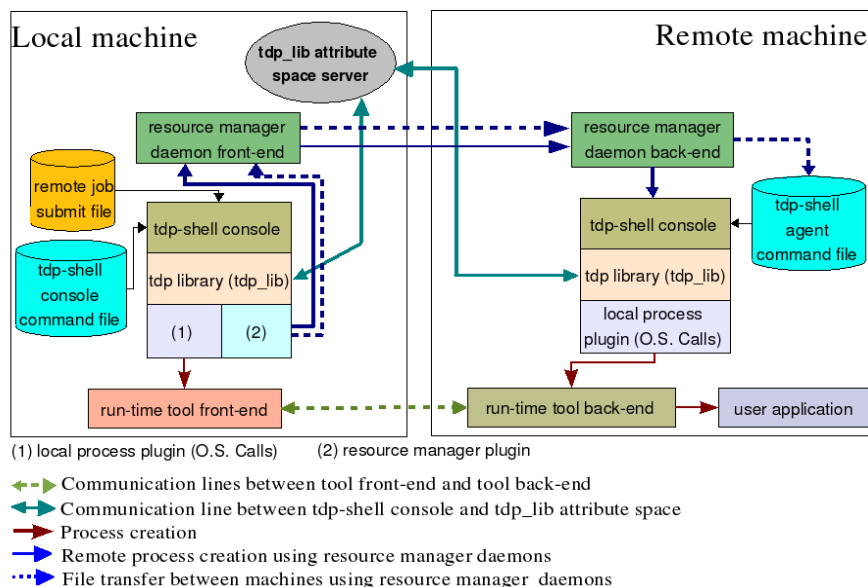 Local machine
Remote machine
tdp_lib attribute
space server
resource manager
daemon front-end
resource manager
daemon back-end
remote job
submit file
tdp-shell console
tdp-shell
console
command file
tdp library (tdp_lib)
(1)
(2)
run-time tool front-end
tdp-shell console
tdp-shell
agent
command file
tdp library (tdp_lib)
local process
plugin (O.S. Calls)
run-time tool back-end
user application
(1) local process plugin (O.S. Calls)
(2) resource manager plugin
Communication lines between tool front-end and tool back-end
Communication line between tdp-shell console and tdp_lib attribute space
Process creation
Remote process creation using resource manager daemons
File transfer between machines using resource manager daemons